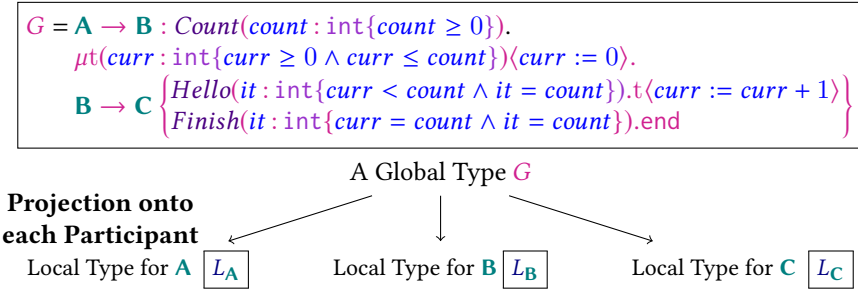 G = A → B : Count(count : int{count ≥ 0}).
μt(curr : int{curr ≥ 0 ∧ curr ≤ count})⟨curr := 0⟩.
B → C { Hello(it : int{curr < count ∧ it = count}).t⟨curr := curr + 1⟩
Finish(it : int{curr = count ∧ it = count}).end }
A Global Type G
Projection onto
each Participant
Local Type for A L_A Local Type for B L_B Local Type for C L_C